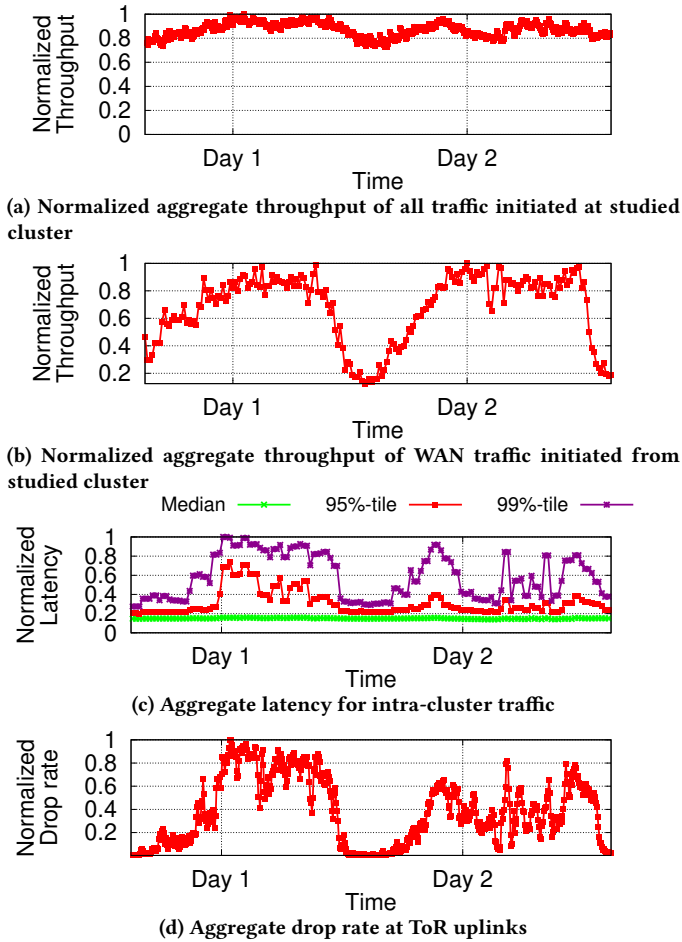 Normalized
Throughput
1
0.8
0.6
0.4
0.2
0
Day 1
Day 2
Time
(a) Normalized aggregate throughput of all traffic initiated at studied
cluster
Normalized
Throughput
1
0.8
0.6
0.4
0.2
Day 1
Day 2
Time
(b) Normalized aggregate throughput of WAN traffic initiated from
studied cluster
Median 95%-tile 99%-tile
Normalized
Latency
1
0.8
0.6
0.4
0.2
0
Day 1
Day 2
Time
(c) Aggregate latency for intra-cluster traffic
Normalized
Drop rate
1
0.8
0.6
0.4
0.2
Day 1
Day 2
Time
(d) Aggregate drop rate at ToR uplinks